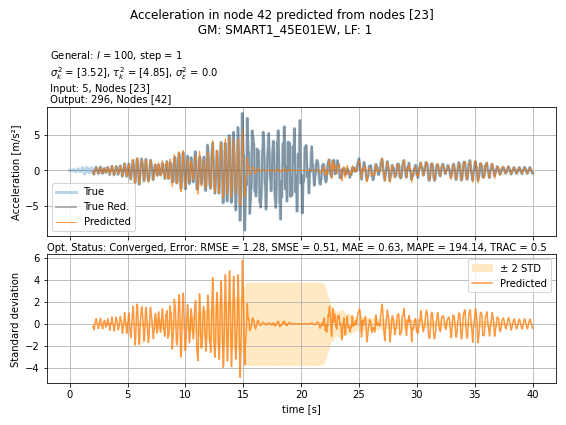 Acceleration in node 42 predicted from nodes [23]
GM: SMART1_45E01EW, LF: 1
General: l = 100, step = 1
σ²ₖ = [3.52], τ²ₖ = [4.85], σ²ε = 0.0
Input: 5, Nodes [23]
Output: 296, Nodes [42]
Acceleration [m/s²]
5
0
−5
True
True Red.
Predicted
Opt. Status: Converged, Error: RMSE = 1.28, SMSE = 0.51, MAE = 0.63, MAPE = 194.14, TRAC = 0.5
Standard deviation
6
4
2
0
−2
−4
± 2 STD
Predicted
0 5 10 15 20 25 30 35 40
time [s]